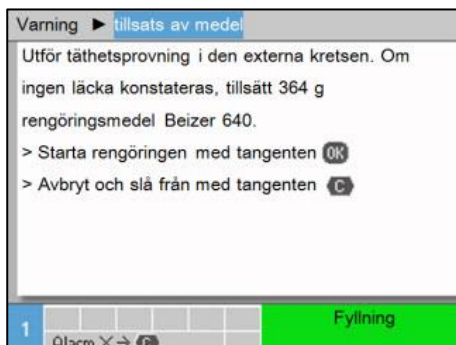 Varning ► tillsats av medel
Utför täthetsprovning i den externa kretsen. Om
ingen läcka konstateras, tillsätt 364 g
rengöringsmedel Beizer 640.
> Starta rengöringen med tangenten OK
> Avbryt och slå från med tangenten C
Fyllning
1
Alarm X → C